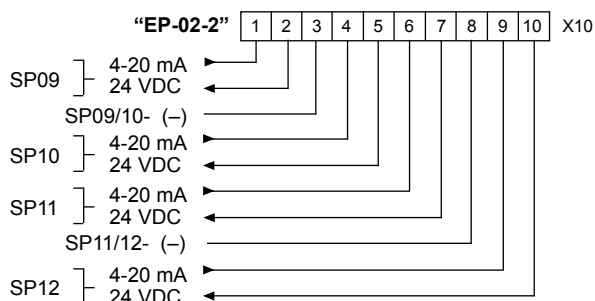 “EP-02-2” 1 2 3 4 5 6 7 8 9 10 X10
4-20 mA
SP09
24 VDC
SP09/10- (–)
4-20 mA
SP10
24 VDC
4-20 mA
SP11
24 VDC
SP11/12- (–)
4-20 mA
SP12
24 VDC